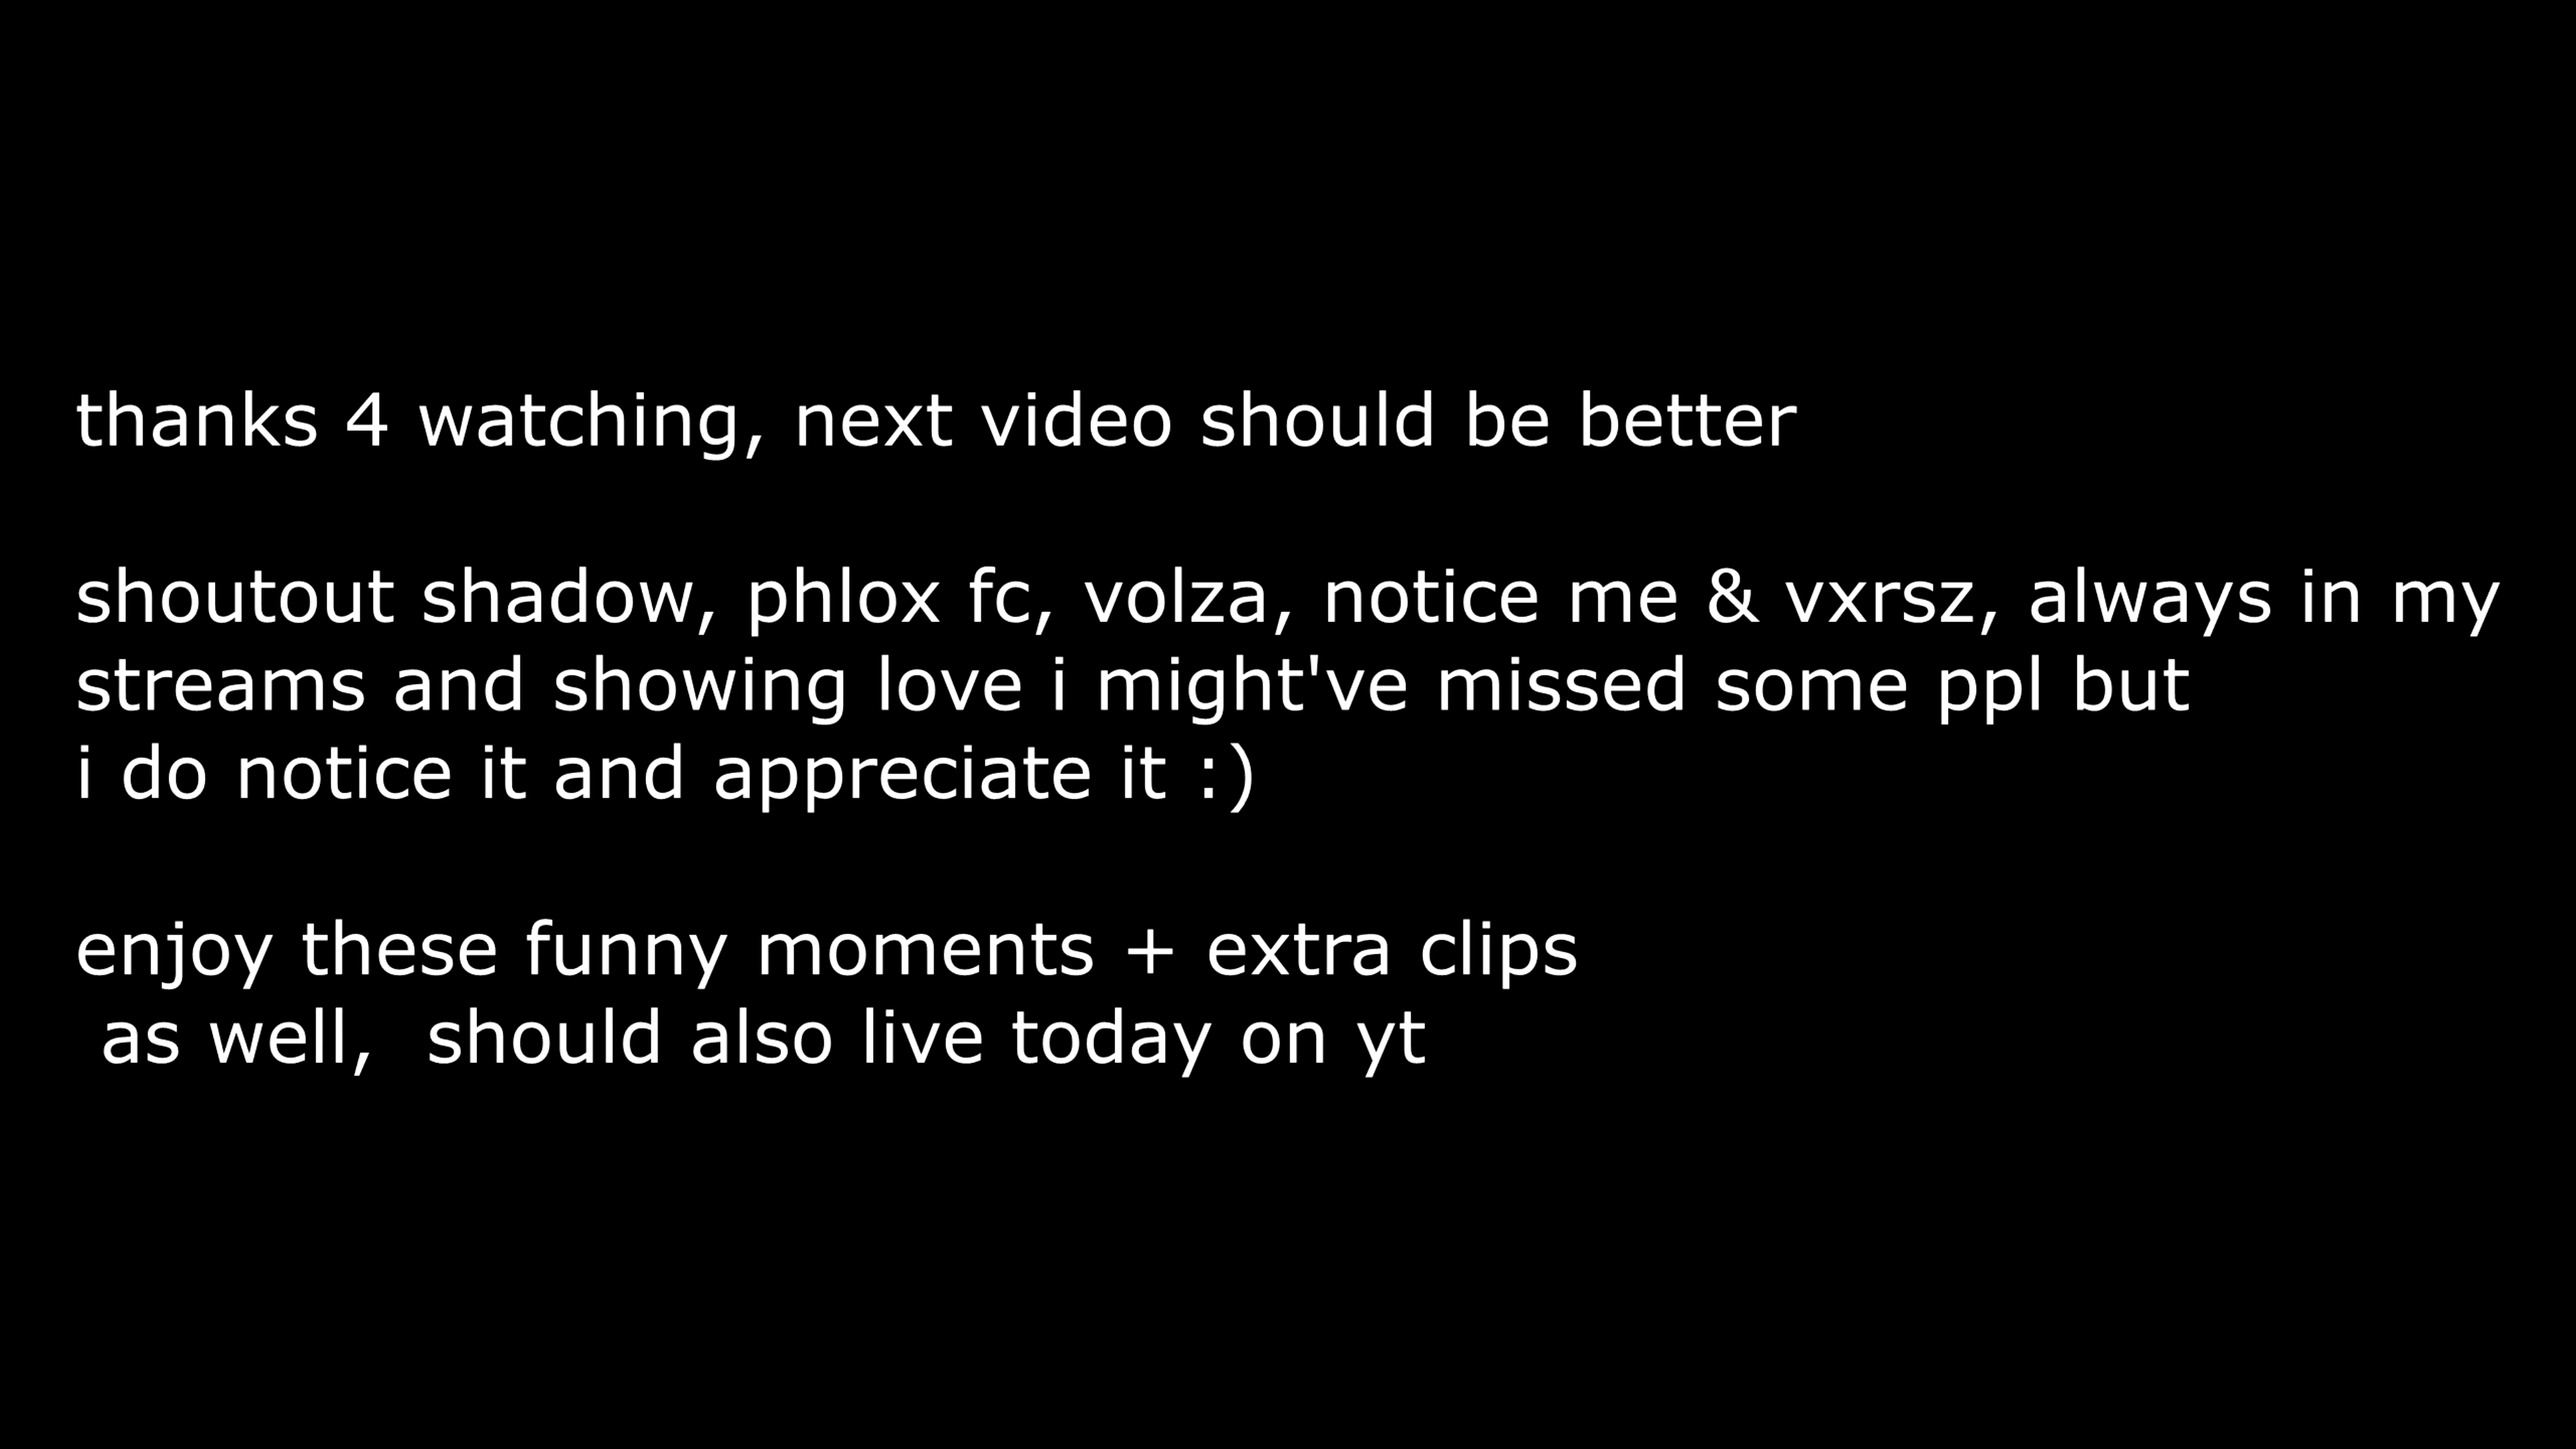 thanks 4 watching, next video should be better
shoutout shadow, phlox fc, volza, notice me & vxrsz, always in my
streams and showing love i might've missed some ppl but
i do notice it and appreciate it :)
enjoy these funny moments + extra clips
as well,  should also live today on yt